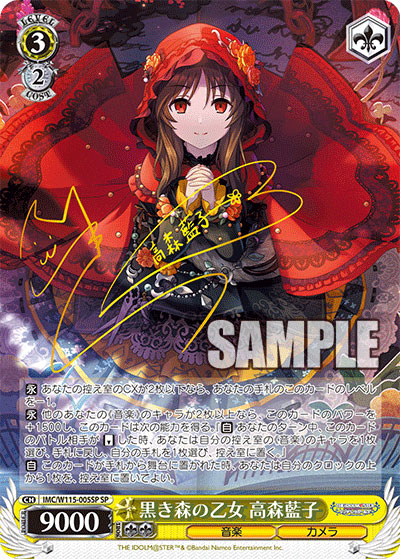 LEVEL
3
2
COST
高森藍子
SAMPLE
永 あなたの控え室のCXが2枚以下なら、あなたの手札のこのカードのレベル
を－1。
永 他のあなたの《音楽》のキャラが2枚以上なら、このカードのパワーを
+1500し、このカードは次の能力を得る。『自 あなたのターン中、このカード
のバトル相手が した時、あなたは自分の控え室の《音楽》のキャラを1枚
選び、手札に戻し、自分の手札を1枚選び、控え室に置く。』
自 このカードが手札から舞台に置かれた時、あなたは自分のクロックの上
から1枚を、控え室に置いてよい。
CH
IMC/W115-005SP SP
黒き森の乙女 高森藍子
9000
音楽
カメラ
THE IDOLM@STER™ & ©Bandai Namco Entertainment Inc.